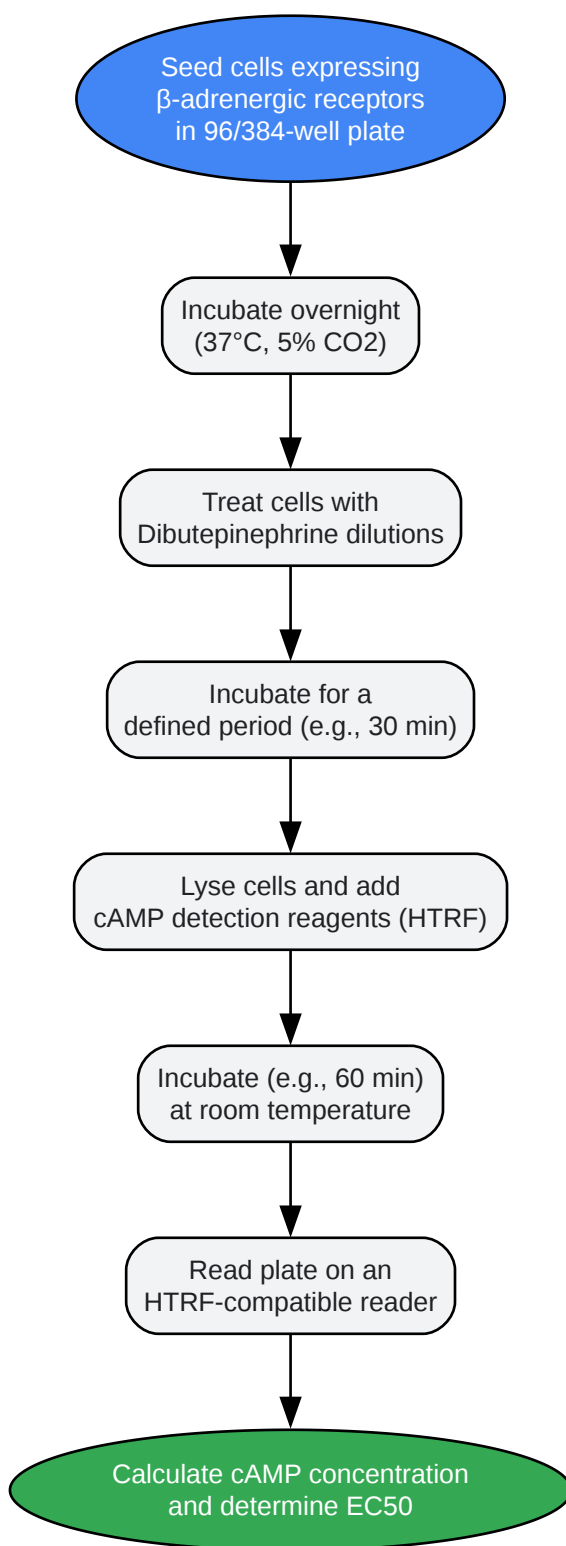 Seed cells expressing
β-adrenergic receptors
in 96/384-well plate
Incubate overnight
(37°C, 5% CO2)
Treat cells with
Dibutepinephrine dilutions
Incubate for a
defined period (e.g., 30 min)
Lyse cells and add
cAMP detection reagents (HTRF)
Incubate (e.g., 60 min)
at room temperature
Read plate on an
HTRF-compatible reader
Calculate cAMP concentration
and determine EC50